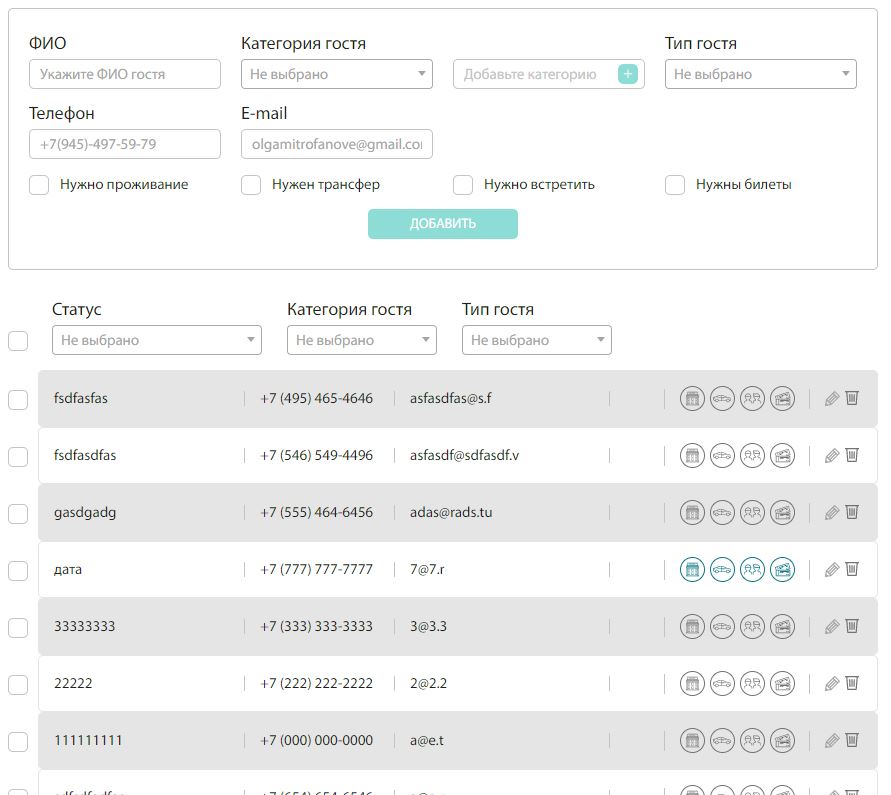 ФИО Категория гостя Тип гостя
Укажите ФИО гостя Не выбрано Добавьте категорию + Не выбрано
Телефон E-mail
+7(945)-497-59-79 olgamitrofanove@gmail.co
Нужно проживание Нужен трансфер Нужно встретить Нужны билеты
ДОБАВИТЬ
Статус Категория гостя Тип гостя
Не выбрано Не выбрано Не выбрано
fsdfasfas +7 (495) 465-4646 asfasdfas@s.f
fsdfasdfas +7 (546) 549-4496 asfasdf@sdfasdf.v
gasdgadg +7 (555) 464-6456 adas@rads.tu
дата +7 (777) 777-7777 7@7.r
33333333 +7 (333) 333-3333 3@3.3
22222 +7 (222) 222-2222 2@2.2
111111111 +7 (000) 000-0000 a@e.t